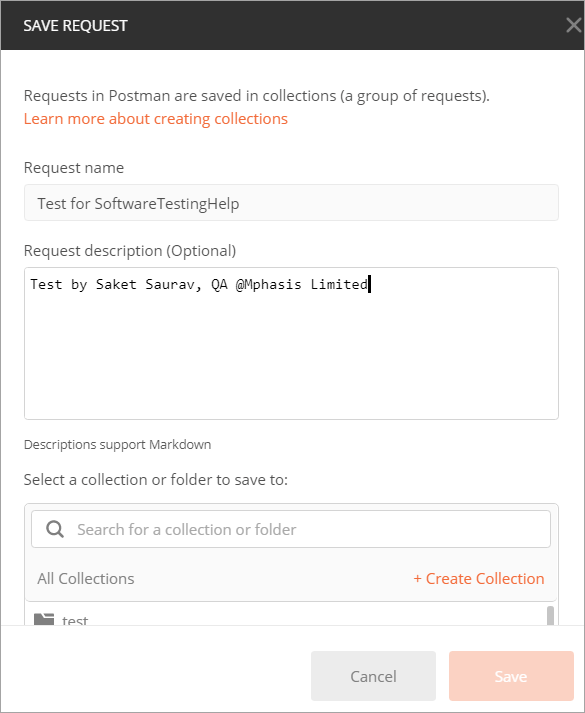 SAVE REQUEST
Requests in Postman are saved in collections (a group of requests).
Learn more about creating collections
Request name
Test for SoftwareTestingHelp
Request description (Optional)
Test by Saket Saurav, QA @Mphasis Limited
Descriptions support Markdown
Select a collection or folder to save to:
Search for a collection or folder
All Collections + Create Collection
test
Cancel Save